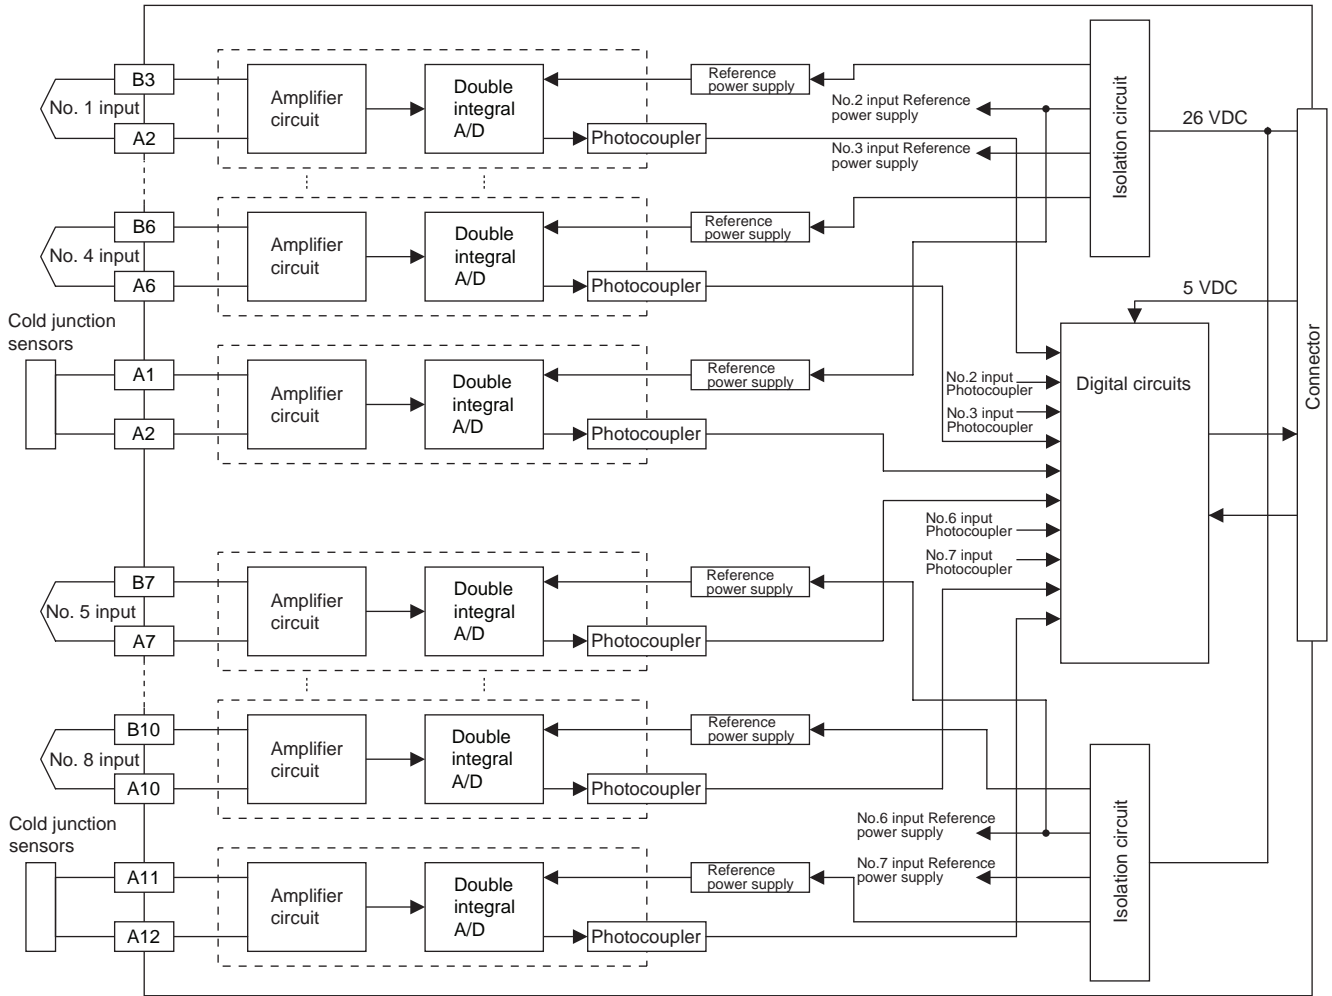 B3
No. 1 input
A2
Amplifier
circuit
Double
integral
A/D
Reference
power supply
Photocoupler
No.2 input Reference
power supply
No.3 input Reference
power supply
Isolation circuit
26 VDC
B6
No. 4 input
A6
Amplifier
circuit
Double
integral
A/D
Reference
power supply
Photocoupler
5 VDC
Connector
Cold junction
sensors
A1
A2
Amplifier
circuit
Double
integral
A/D
Reference
power supply
Photocoupler
No.2 input
Photocoupler
No.3 input
Photocoupler
Digital circuits
No.6 input
Photocoupler
No.7 input
Photocoupler
B7
No. 5 input
A7
Amplifier
circuit
Double
integral
A/D
Reference
power supply
Photocoupler
B10
No. 8 input
A10
Amplifier
circuit
Double
integral
A/D
Reference
power supply
Photocoupler
No.6 input Reference
power supply
No.7 input Reference
power supply
Isolation circuit
Cold junction
sensors
A11
A12
Amplifier
circuit
Double
integral
A/D
Reference
power supply
Photocoupler